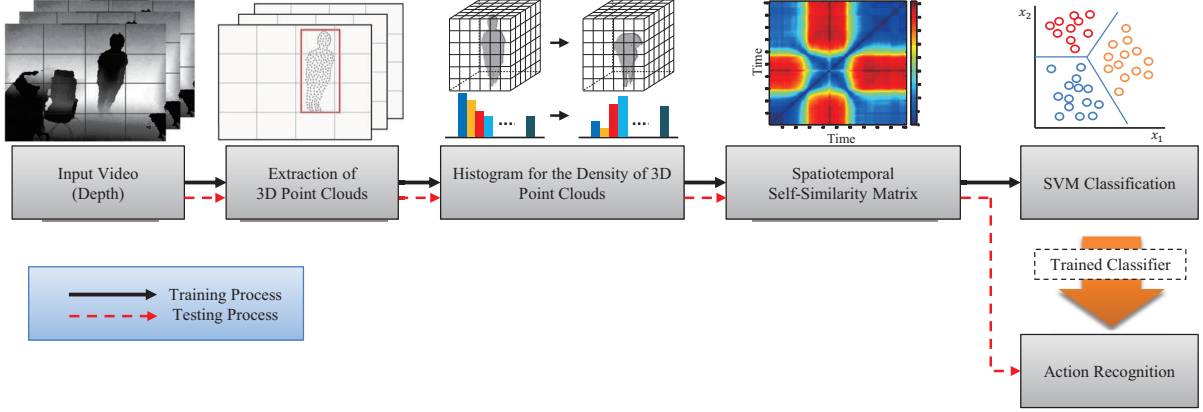 x2
x1
Time
Time
Input Video
(Depth)
Extraction of
3D Point Clouds
Histogram for the Density of 3D
Point Clouds
Spatiotemporal
Self-Similarity Matrix
SVM Classification
Trained Classifier
Training Process
Testing Process
Action Recognition